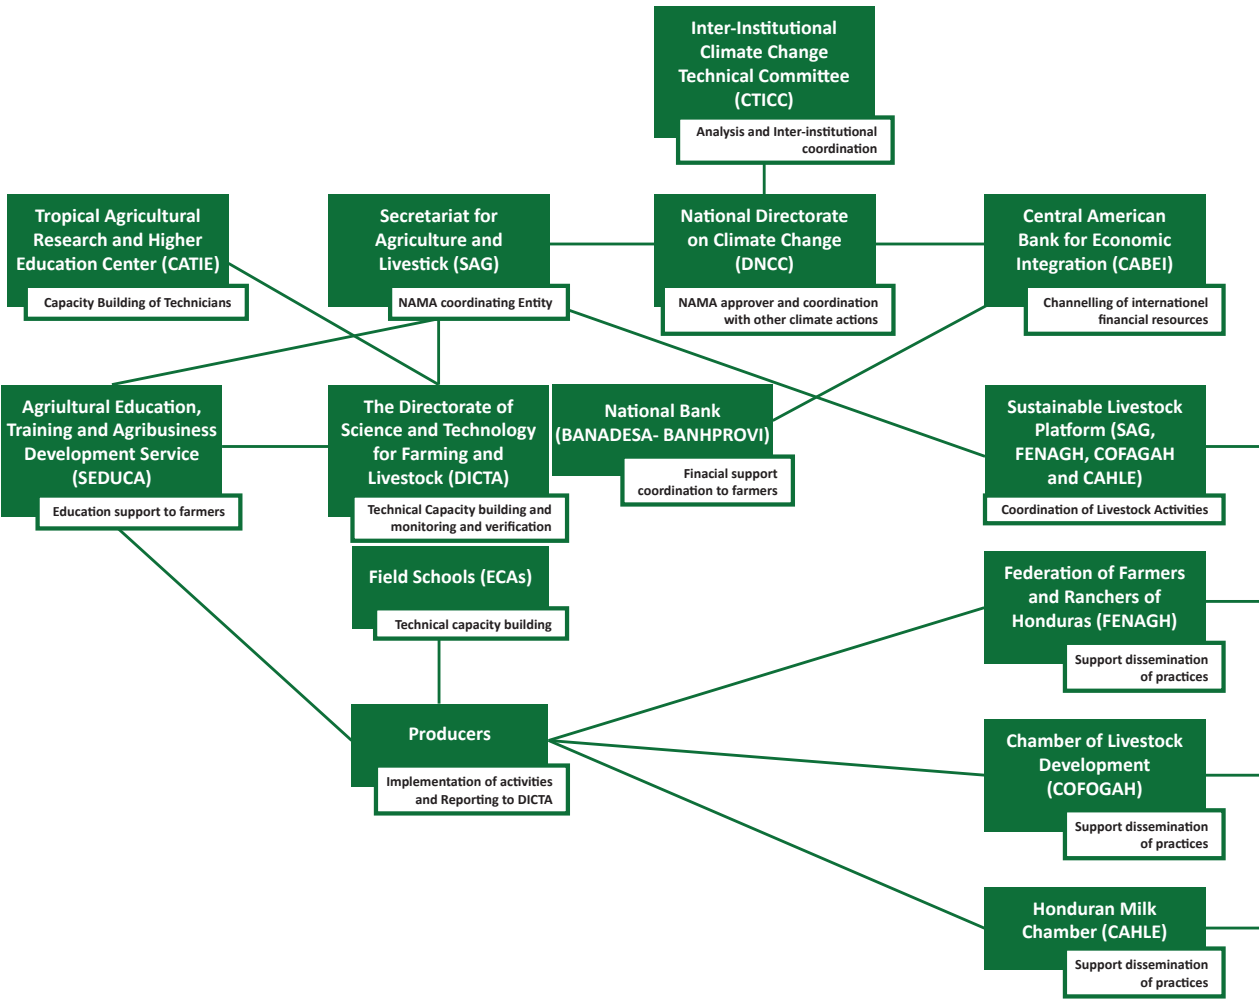 Inter-Institutional
Climate Change
Technical Committee
(CTICC)
Analysis and Inter-institutional
coordination
Tropical Agricultural
Research and Higher
Education Center (CATIE)
Capacity Building of Technicians
Secretariat for
Agriculture and
Livestick (SAG)
NAMA coordinating Entity
National Directorate
on Climate Change
(DNCC)
NAMA approver and coordination
with other climate actions
Central American
Bank for Economic
Integration (CABEI)
Channelling of internationel
financial resources
Agriultural Education,
Training and Agribusiness
Development Service
(SEDUCA)
Education support to farmers
The Directorate of
Science and Technology
for Farming and
Livestock (DICTA)
Technical Capacity building and
monitoring and verification
National Bank
(BANADESA- BANHPROVI)
Finacial support
coordination to farmers
Sustainable Livestock
Platform (SAG,
FENAGH, COFAGAH
and CAHLE)
Coordination of Livestock Activities
Field Schools (ECAs)
Technical capacity building
Federation of Farmers
and Ranchers of
Honduras (FENAGH)
Support dissemination
of practices
Producers
Implementation of activities
and Reporting to DICTA
Chamber of Livestock
Development
(COFOGAH)
Support dissemination
of practices
Honduran Milk
Chamber (CAHLE)
Support dissemination
of practices